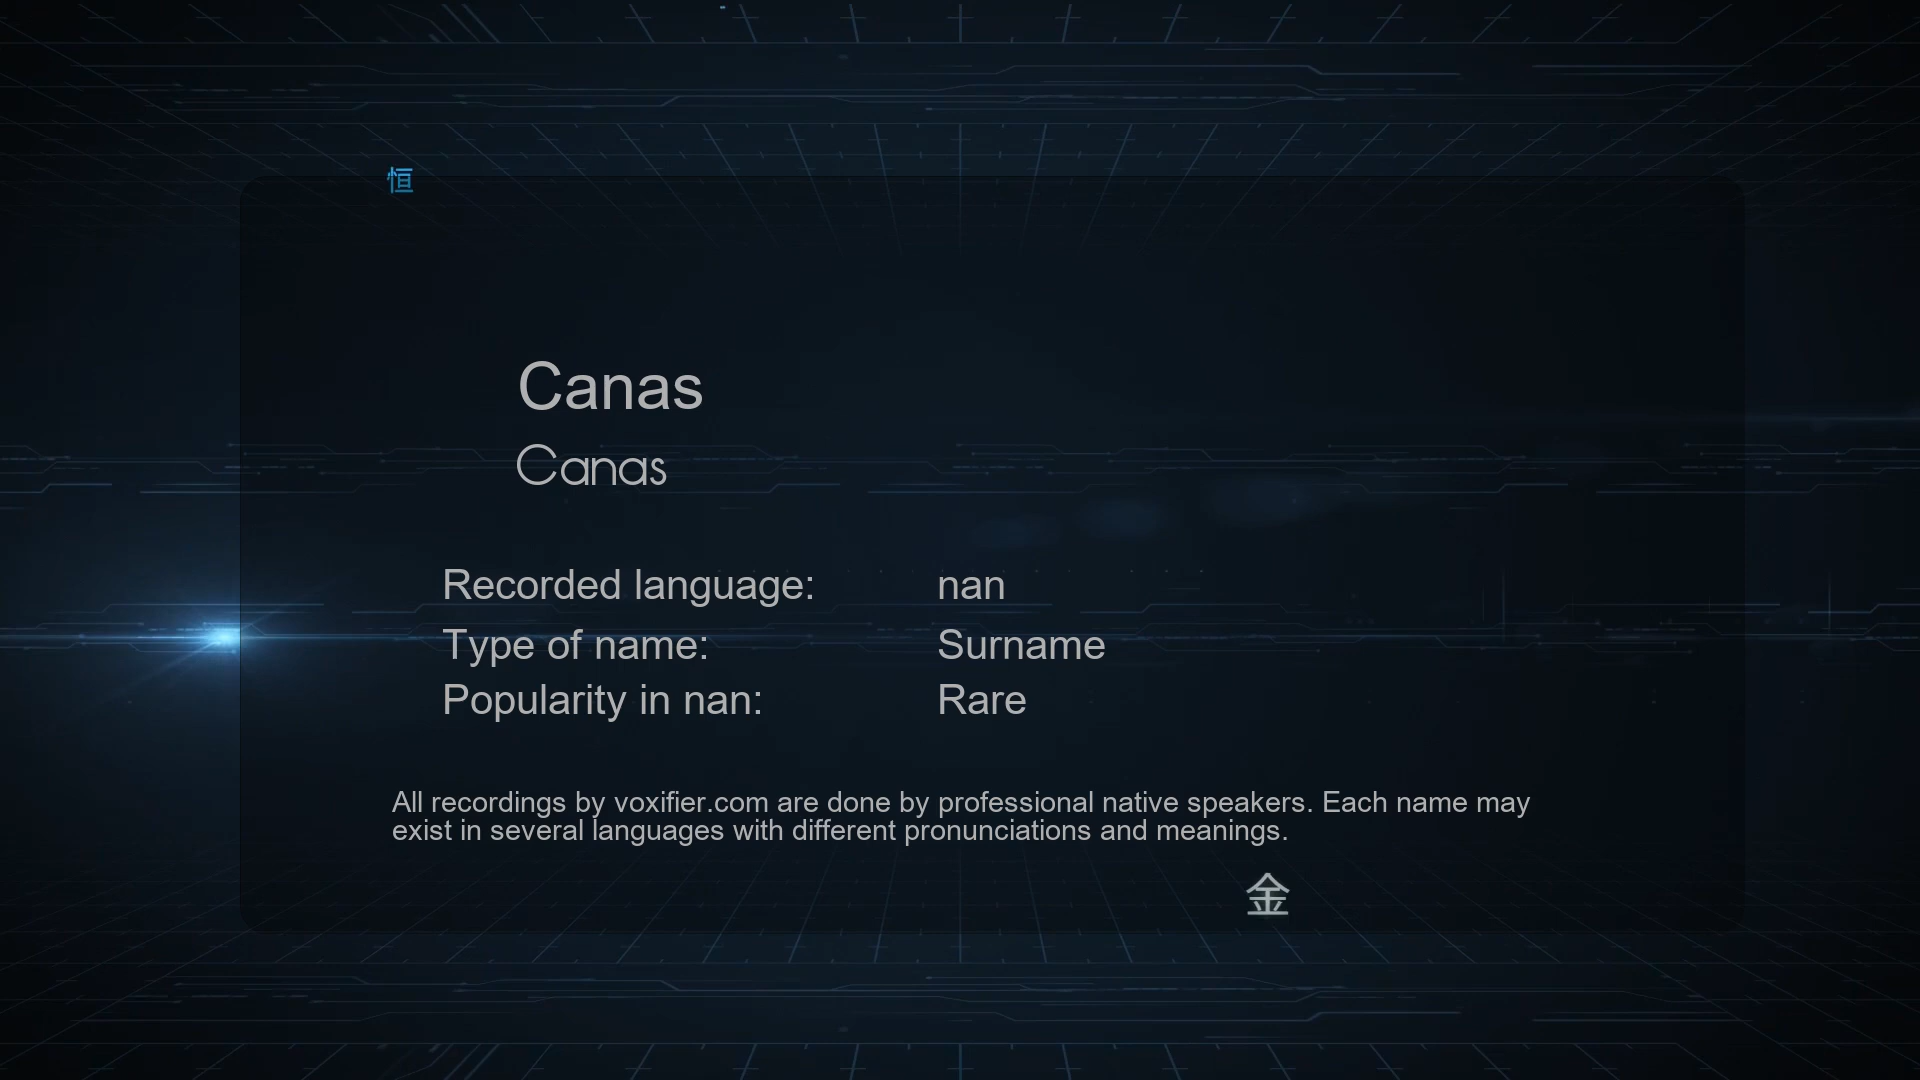 恒
Canas
Canas
Recorded language: nan
Type of name: Surname
Popularity in nan: Rare
All recordings by voxifier.com are done by professional native speakers. Each name may
exist in several languages with different pronunciations and meanings.
金